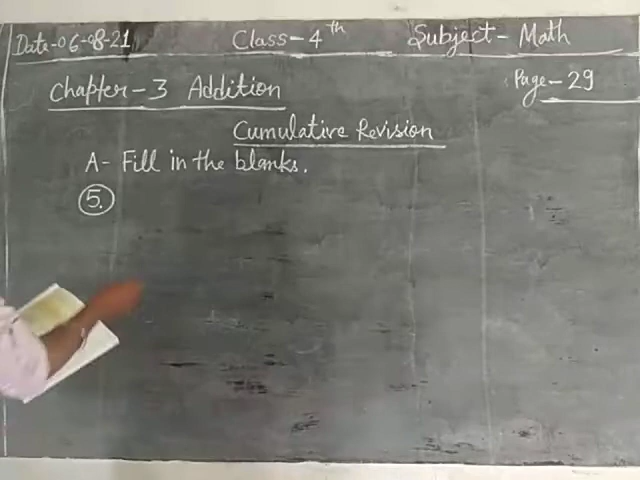 Date-06-08-21 Class-4th Subject-Math
Chapter-3 Addition Page-29
Cumulative Revision
A- Fill in the blanks.
5.